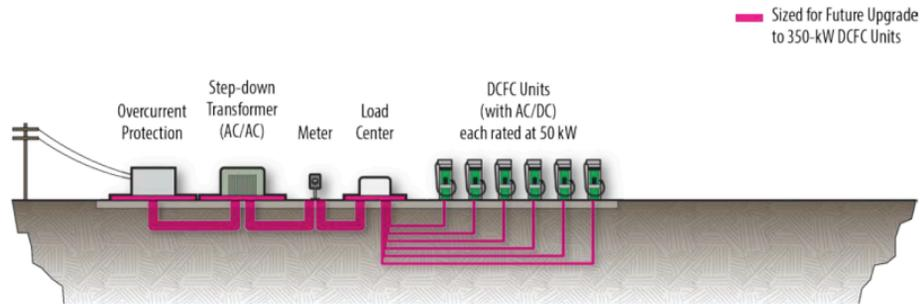 Sized for Future Upgrade
to 350-kW DCFC Units
Overcurrent
Protection
Step-down
Transformer
(AC/AC)
Meter
Load
Center
DCFC Units
(with AC/DC)
each rated at 50 kW